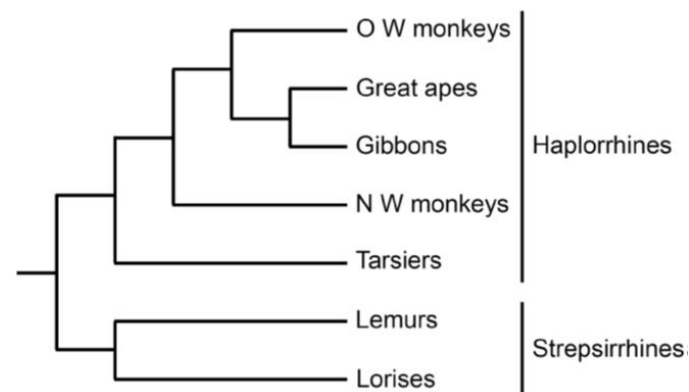 O W monkeys
Great apes
Gibbons
Haplorrhines
N W monkeys
Tarsiers
Lemurs
Strepsirrhines
Lorises